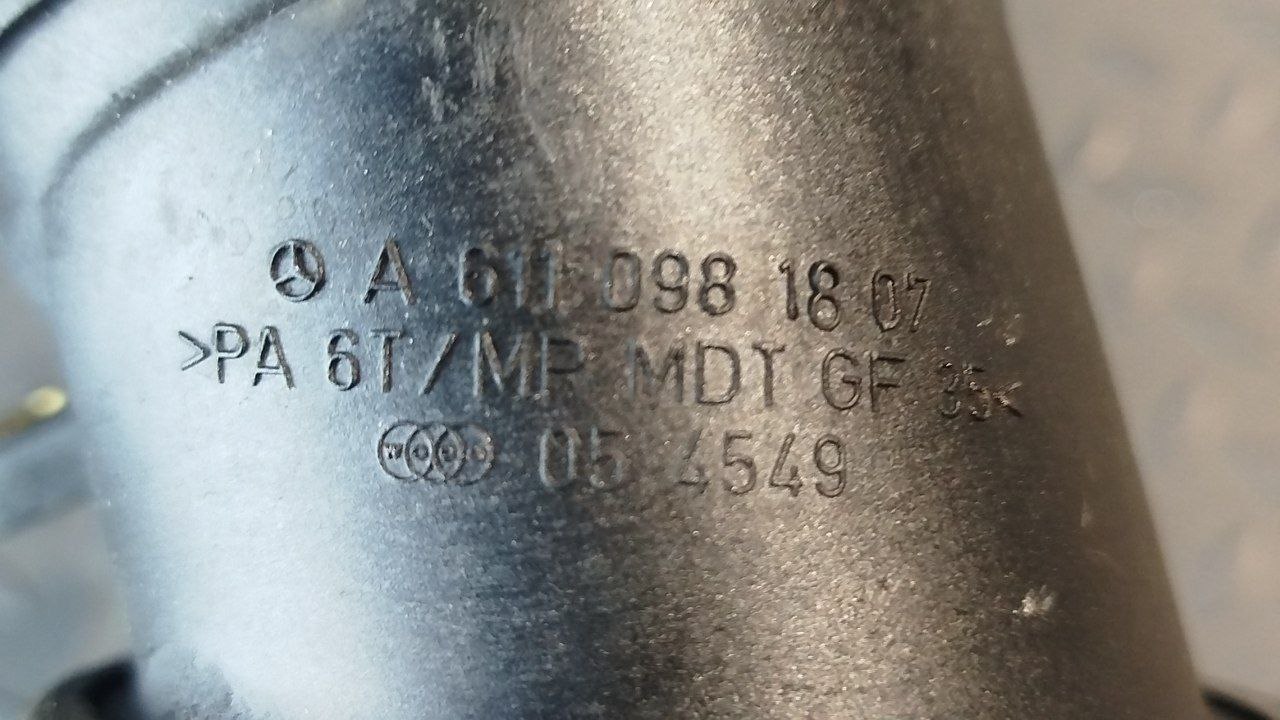 A 611 098 18 07
>PA 6T/MP MDT GF 35<
05 4549